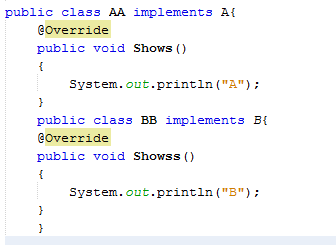 public class AA implements A{
@Override
public void Shows()
{
System.out.println("A");
}
public class BB implements B{
@Override
public void Showss()
{
System.out.println("B");
}
}